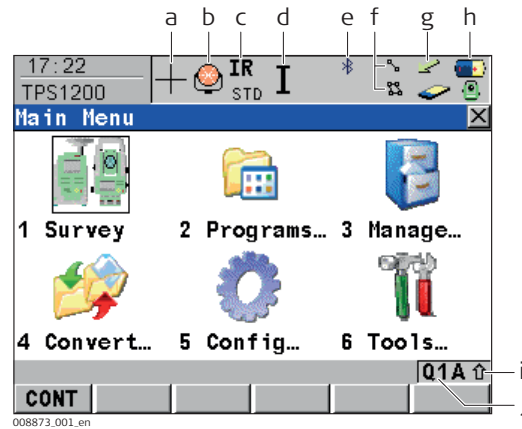 a b c d e f g h
17:22
TPS1200
IR
STD
I
Main Menu
1 Survey 2 Programs… 3 Manage…
4 Convert… 5 Config… 6 Tools…
Q1A
i
CONT
008873_001_en